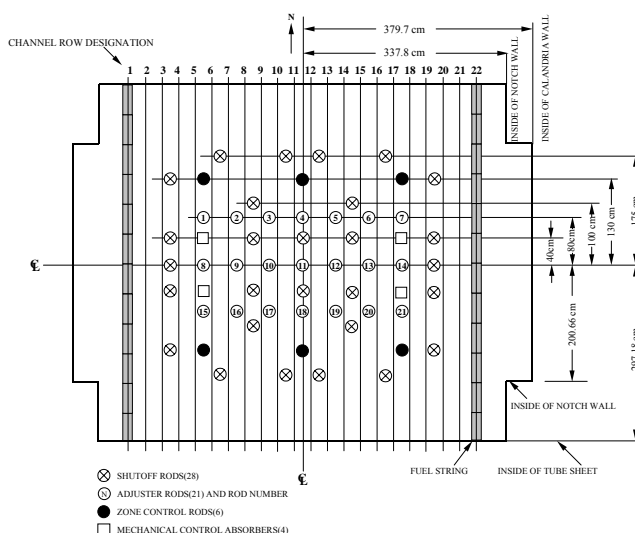 N
379.7 cm
337.8 cm
CHANNEL ROW DESIGNATION
1 2 3 4 5 6 7 8 9 10 11 12 13 14 15 16 17 18 19 20 21 22
INSIDE OF NOTCH WALL
INSIDE OF CALANDRIA WALL
1 2 3 4 5 6 7
8 9 10 11 12 13 14
15 16 17 18 19 20 21
℄
℄
40cm
80cm
100 cm
130 cm
175 cm
200.66 cm
297.18 cm
INSIDE OF NOTCH WALL
FUEL STRING
INSIDE OF TUBE SHEET
SHUTOFF RODS(28)
N ADJUSTER RODS(21) AND ROD NUMBER
ZONE CONTROL RODS(6)
MECHANICAL CONTROL ABSORBERS(4)